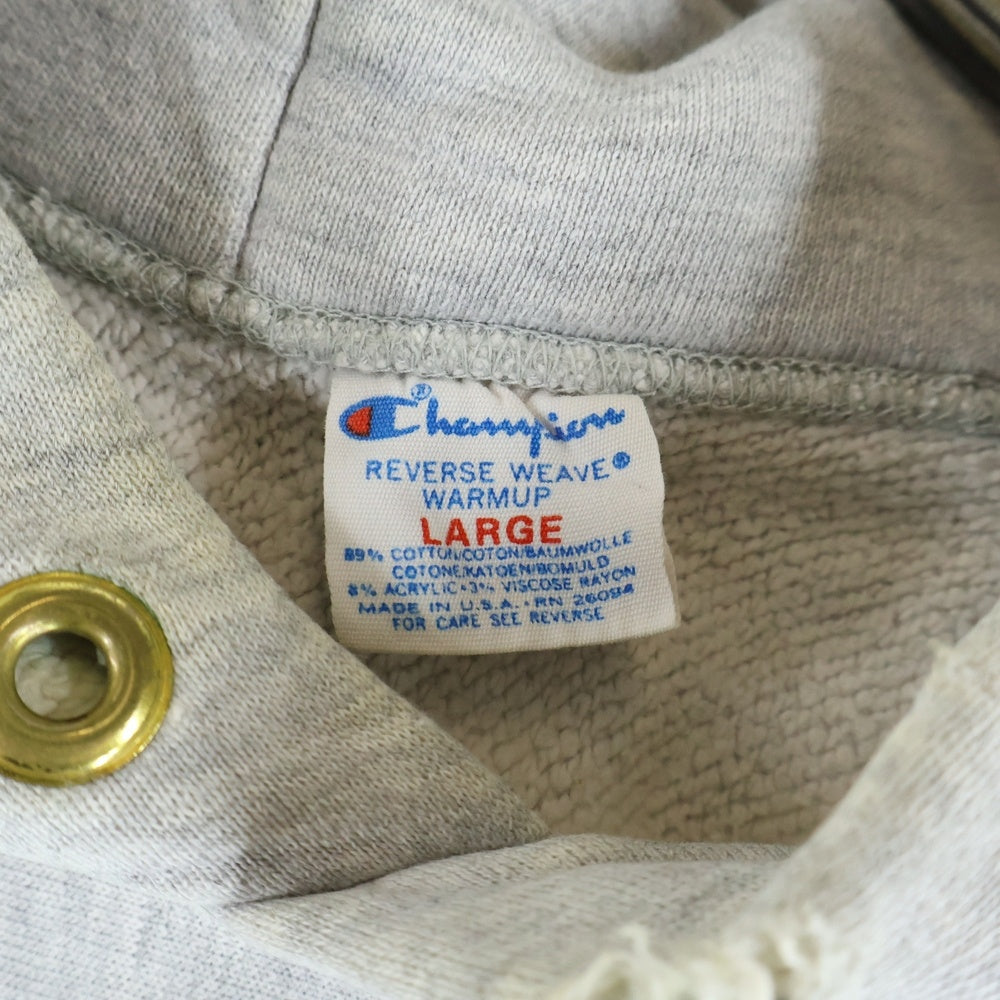 Champion®
REVERSE WEAVE®
WARMUP
LARGE
89% COTTON/COTON/BAUMWOLLE
COTONE/KATOEN/BOMULD
8% ACRYLIC·3% VISCOSE RAYON
MADE IN U.S.A.·RN 26094
FOR CARE SEE REVERSE